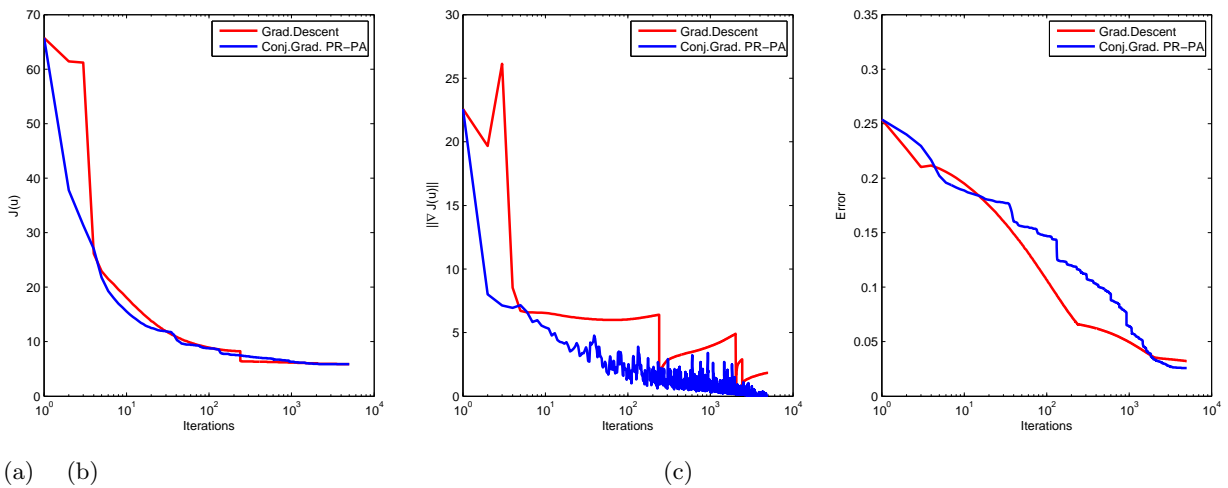 70
60
50
40
30
20
10
0
J(u)
10^0 10^1 10^2 10^3 10^4
Iterations
Grad.Descent
Conj.Grad. PR−PA
30
25
20
15
10
5
0
||∇ J(u)||
10^0 10^1 10^2 10^3 10^4
Iterations
Grad.Descent
Conj.Grad. PR−PA
0.35
0.3
0.25
0.2
0.15
0.1
0.05
0
Error
10^0 10^1 10^2 10^3 10^4
Iterations
Grad.Descent
Conj.Grad. PR−PA
(a) (b) (c)